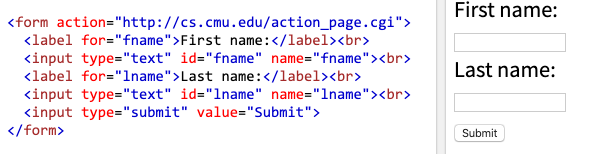 <form action="http://cs.cmu.edu/action_page.cgi">
  <label for="fname">First name:</label><br>
  <input type="text" id="fname" name="fname"><br>
  <label for="lname">Last name:</label><br>
  <input type="text" id="lname" name="lname"><br>
  <input type="submit" value="Submit">
</form>
First name:
Last name:
Submit